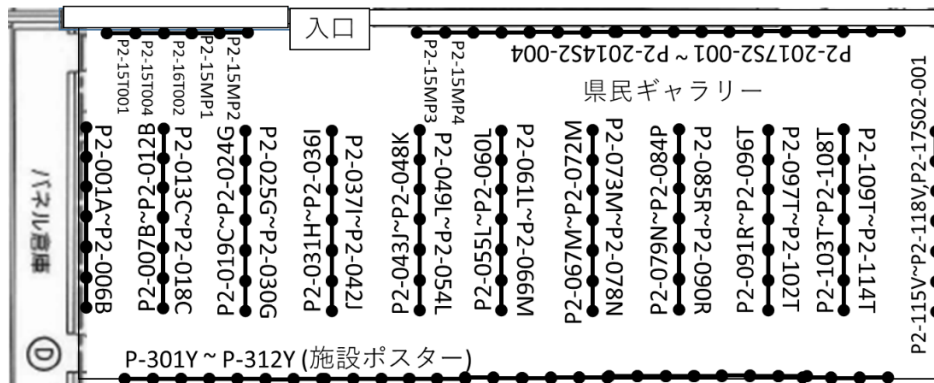 入口
P2-15T001
P2-15T004
P2-16T002
P2-15MP1
P2-15MP2
P2-15MP3
P2-15MP4
P2-2017S2-001 ~ P2-2014S2-004
県民ギャラリー
パネル倉庫
P2-001A~P2-006B
P2-007B~P2-012B
P2-013C~P2-018C
P2-019C~P2-024G
P2-025G~P2-030G
P2-031H~P2-036I
P2-037I~P2-042J
P2-043J~P2-048K
P2-049L~P2-054L
P2-055L~P2-060L
P2-061L~P2-066M
P2-067M~P2-072M
P2-073M~P2-078N
P2-079N~P2-084P
P2-085R~P2-090R
P2-091R~P2-096T
P2-097T~P2-102T
P2-103T~P2-108T
P2-109T~P2-114T
P2-115V~P2-118V,P2-17S02-001
D
P-301Y ~ P-312Y (施設ポスター)